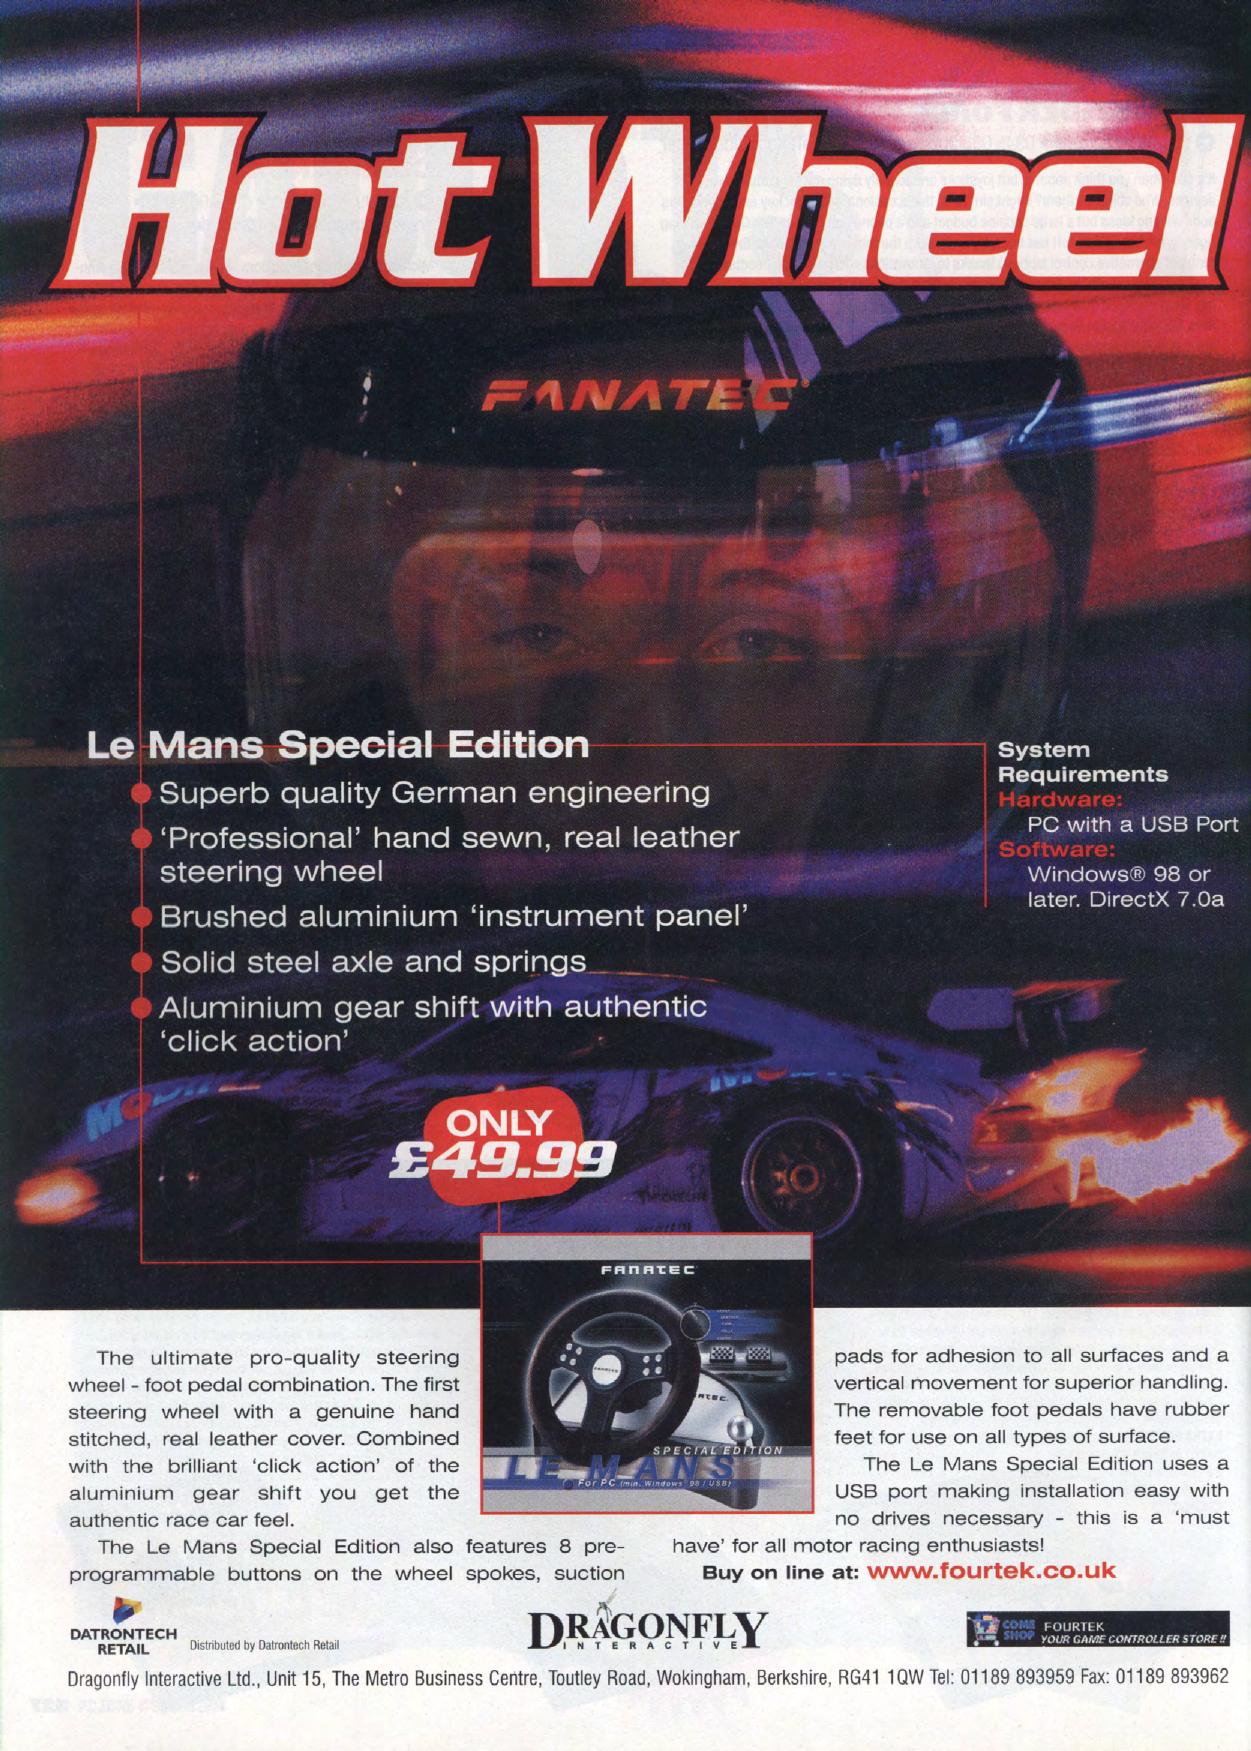 Hot Wheel
FANATEC®
Le Mans Special Edition
Superb quality German engineering
‘Professional’ hand sewn, real leather
steering wheel
Brushed aluminium ‘instrument panel’
Solid steel axle and springs
Aluminium gear shift with authentic
‘click action’
System
Requirements
Hardware:
PC with a USB Port
Software:
Windows® 98 or
later. DirectX 7.0a
Mobil
Mobil
ONLY
£49.99
FANATEC
SPECIAL EDITION
LE MANS
For PC (min. Windows 98 / USB)
The ultimate pro-quality steering
wheel - foot pedal combination. The first
steering wheel with a genuine hand
stitched, real leather cover. Combined
with the brilliant ‘click action’ of the
aluminium gear shift you get the
authentic race car feel.
The Le Mans Special Edition also features 8 pre-
programmable buttons on the wheel spokes, suction
pads for adhesion to all surfaces and a
vertical movement for superior handling.
The removable foot pedals have rubber
feet for use on all types of surface.
The Le Mans Special Edition uses a
USB port making installation easy with
no drives necessary - this is a ‘must
have’ for all motor racing enthusiasts!
Buy on line at: www.fourtek.co.uk
DATRONTECH
RETAIL
Distributed by Datrontech Retail
DRAGONFLY
INTERACTIVE
COME
SHOP
FOURTEK
YOUR GAME CONTROLLER STORE !!
Dragonfly Interactive Ltd., Unit 15, The Metro Business Centre, Toutley Road, Wokingham, Berkshire, RG41 1QW Tel: 01189 893959 Fax: 01189 893962